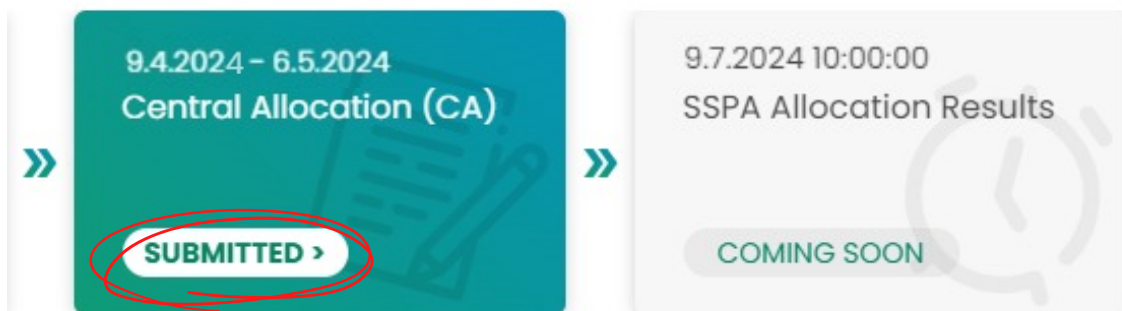 9.4.2024 - 6.5.2024
Central Allocation (CA)
SUBMITTED >
9.7.2024 10:00:00
SSPA Allocation Results
COMING SOON